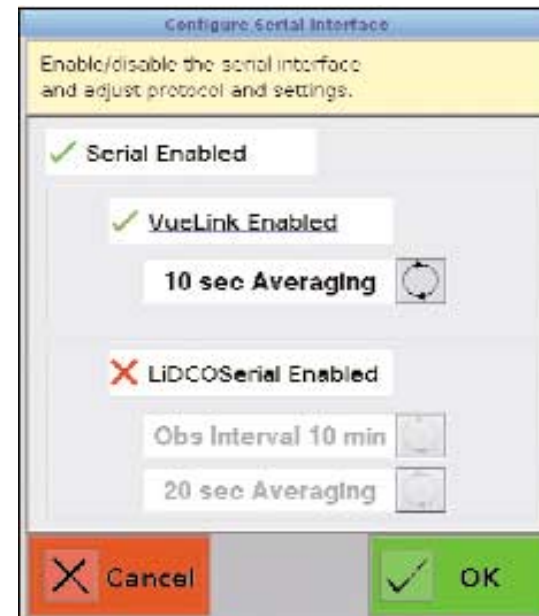 Configure Serial Interface
Enable/disable the serial interface
and adjust protocol and settings.
Serial Enabled
VueLink Enabled
10 sec Averaging
LiDCOSerial Enabled
Obs Interval 10 min
20 sec Averaging
Cancel
OK